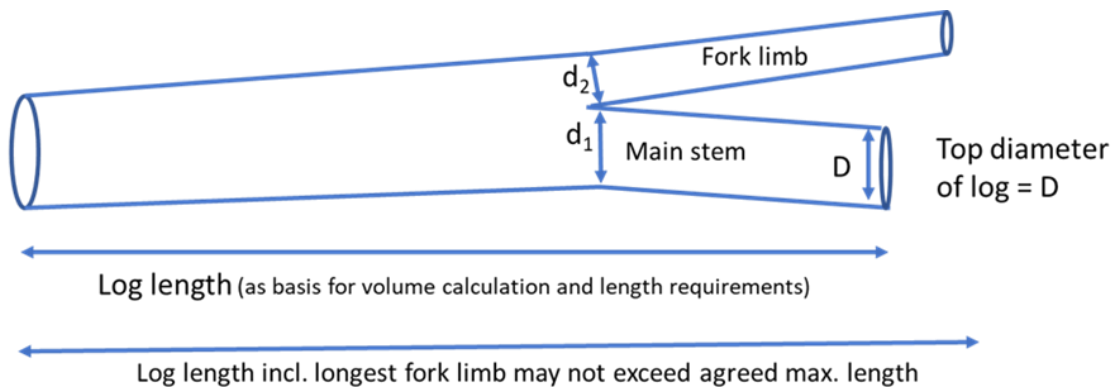 Fork limb
d2
d1
Main stem
D
Top diameter
of log = D
Log length (as basis for volume calculation and length requirements)
Log length incl. longest fork limb may not exceed agreed max. length